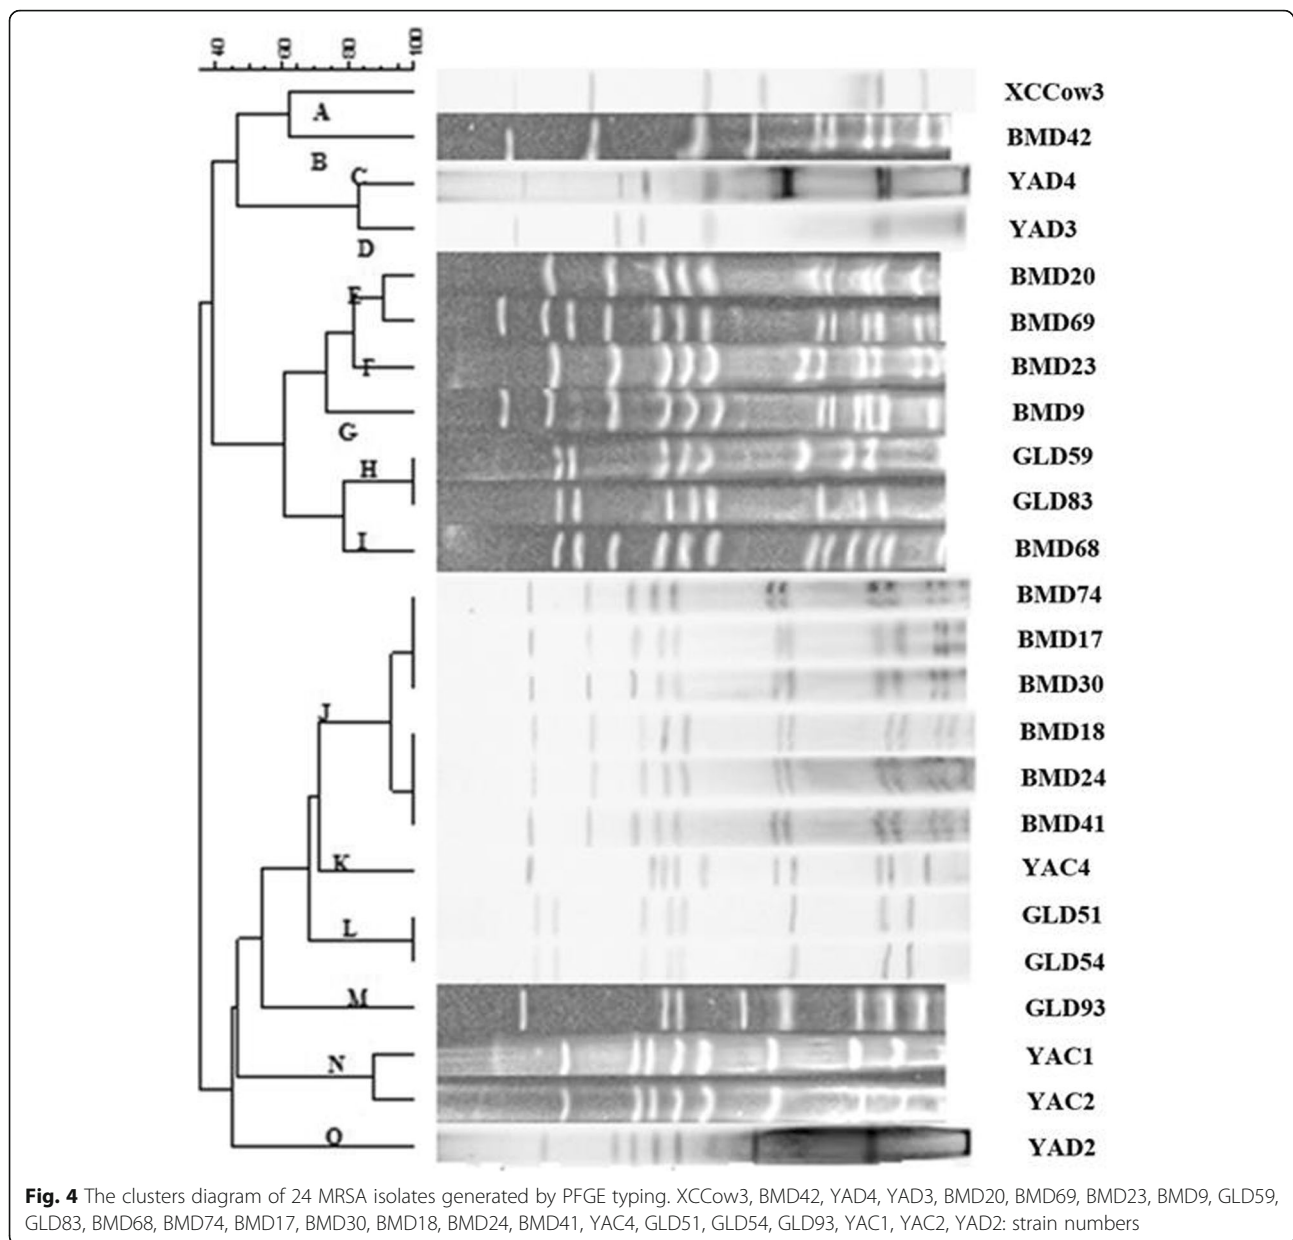 40 60 80 100
A XCCow3
BMD42
B
C YAD4
YAD3
D
E BMD20
BMD69
F BMD23
BMD9
G
H GLD59
GLD83
I BMD68
BMD74
BMD17
BMD30
J BMD18
BMD24
BMD41
K YAC4
L GLD51
GLD54
M GLD93
N YAC1
YAC2
O YAD2
Fig. 4 The clusters diagram of 24 MRSA isolates generated by PFGE typing. XCCow3, BMD42, YAD4, YAD3, BMD20, BMD69, BMD23, BMD9, GLD59,
GLD83, BMD68, BMD74, BMD17, BMD30, BMD18, BMD24, BMD41, YAC4, GLD51, GLD54, GLD93, YAC1, YAC2, YAD2: strain numbers